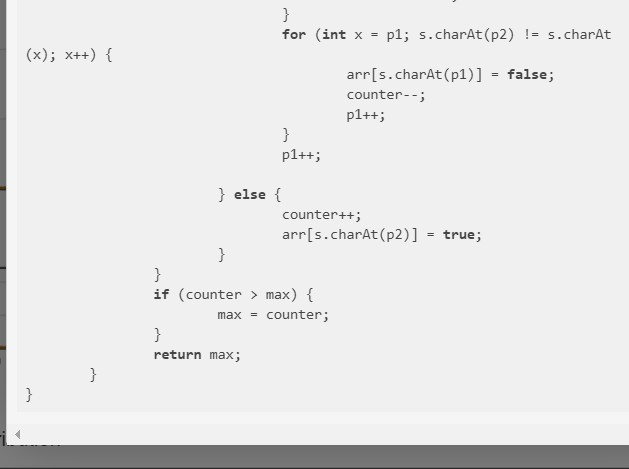 }
for (int x = p1; s.charAt(p2) != s.charAt
(x); x++) {
arr[s.charAt(p1)] = false;
counter--;
p1++;
}
p1++;
} else {
counter++;
arr[s.charAt(p2)] = true;
}
}
if (counter > max) {
max = counter;
}
return max;
}
}